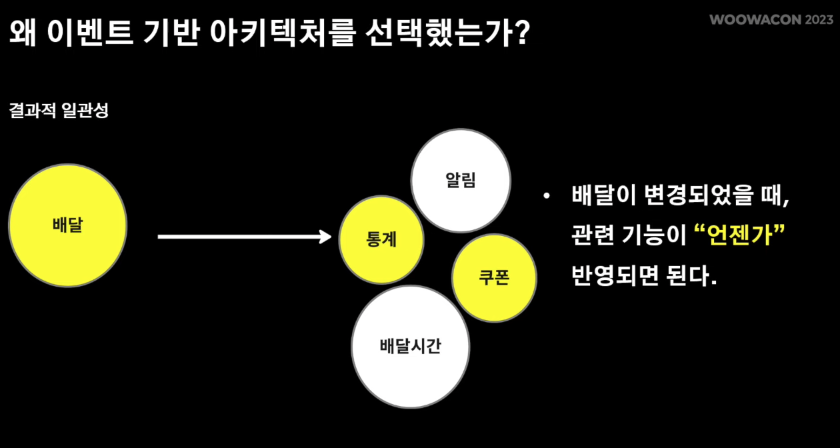 WOOWACON 2023
왜 이벤트 기반 아키텍처를 선택했는가?
결과적 일관성
배달
알림
통계
쿠폰
배달시간
• 배달이 변경되었을 때,
관련 기능이 “언젠가”
반영되면 된다.